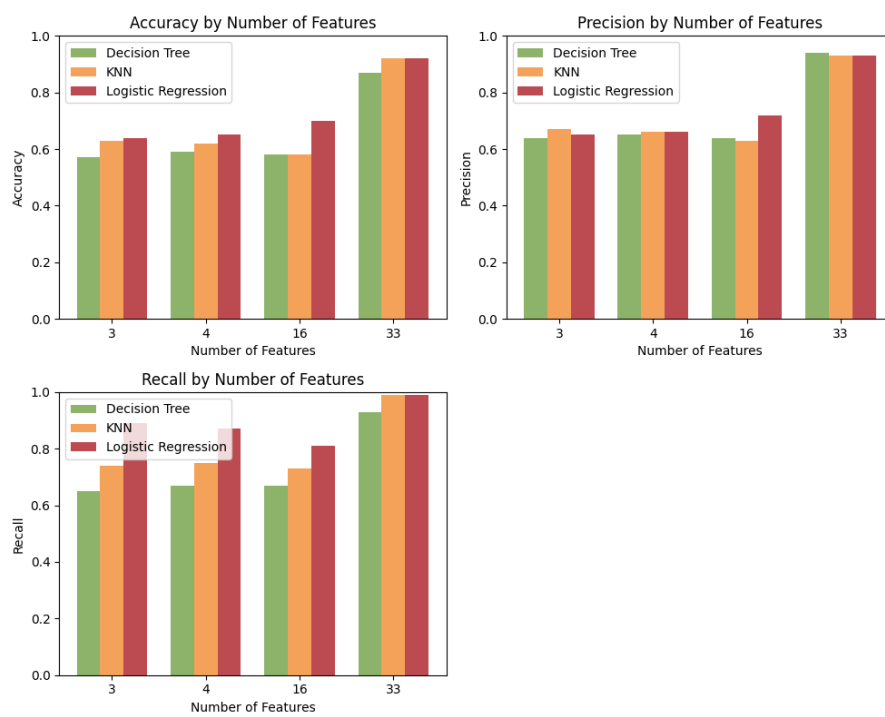 Accuracy by Number of Features
1.0
0.8
0.6
0.4
0.2
0.0
Accuracy
Decision Tree
KNN
Logistic Regression
3 4 16 33
Number of Features
Precision by Number of Features
1.0
0.8
0.6
0.4
0.2
0.0
Precision
Decision Tree
KNN
Logistic Regression
3 4 16 33
Number of Features
Recall by Number of Features
1.0
0.8
0.6
0.4
0.2
0.0
Recall
Decision Tree
KNN
Logistic Regression
3 4 16 33
Number of Features